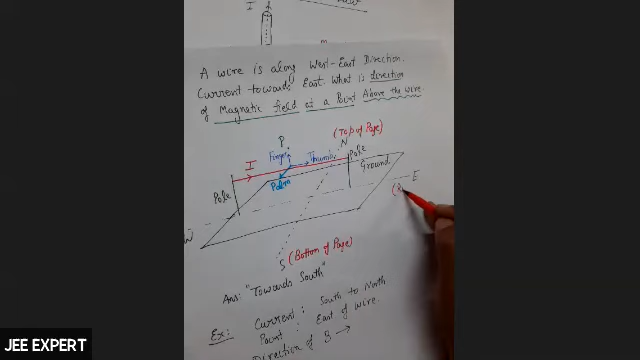 I
A wire is along West-East Direction.
Current towards East. What is direction
of Magnetic field at a Point Above the wire.
P
(Top of Page)
N
Finger
Thumb
Pole
I
Palm
Ground
Pole
E
W
(Bottom of Page)
S
Ans: "Towards South"
Ex: Current: South to North
Point: East of wire.
Direction of B →
JEE EXPERT